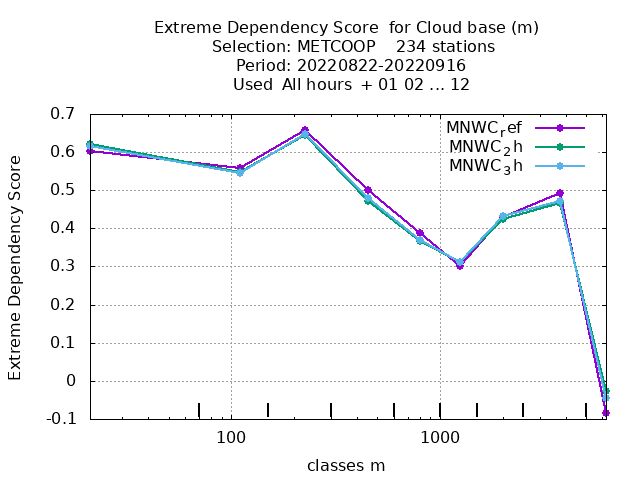 Extreme Dependency Score  for Cloud base (m)
Selection: METCOOP    234 stations
Period: 20220822-20220916
Used  All hours  + 01 02 ... 12
MNWC_ref
MNWC_2h
MNWC_3h
Extreme Dependency Score
0.7
0.6
0.5
0.4
0.3
0.2
0.1
0
-0.1
100
1000
classes m